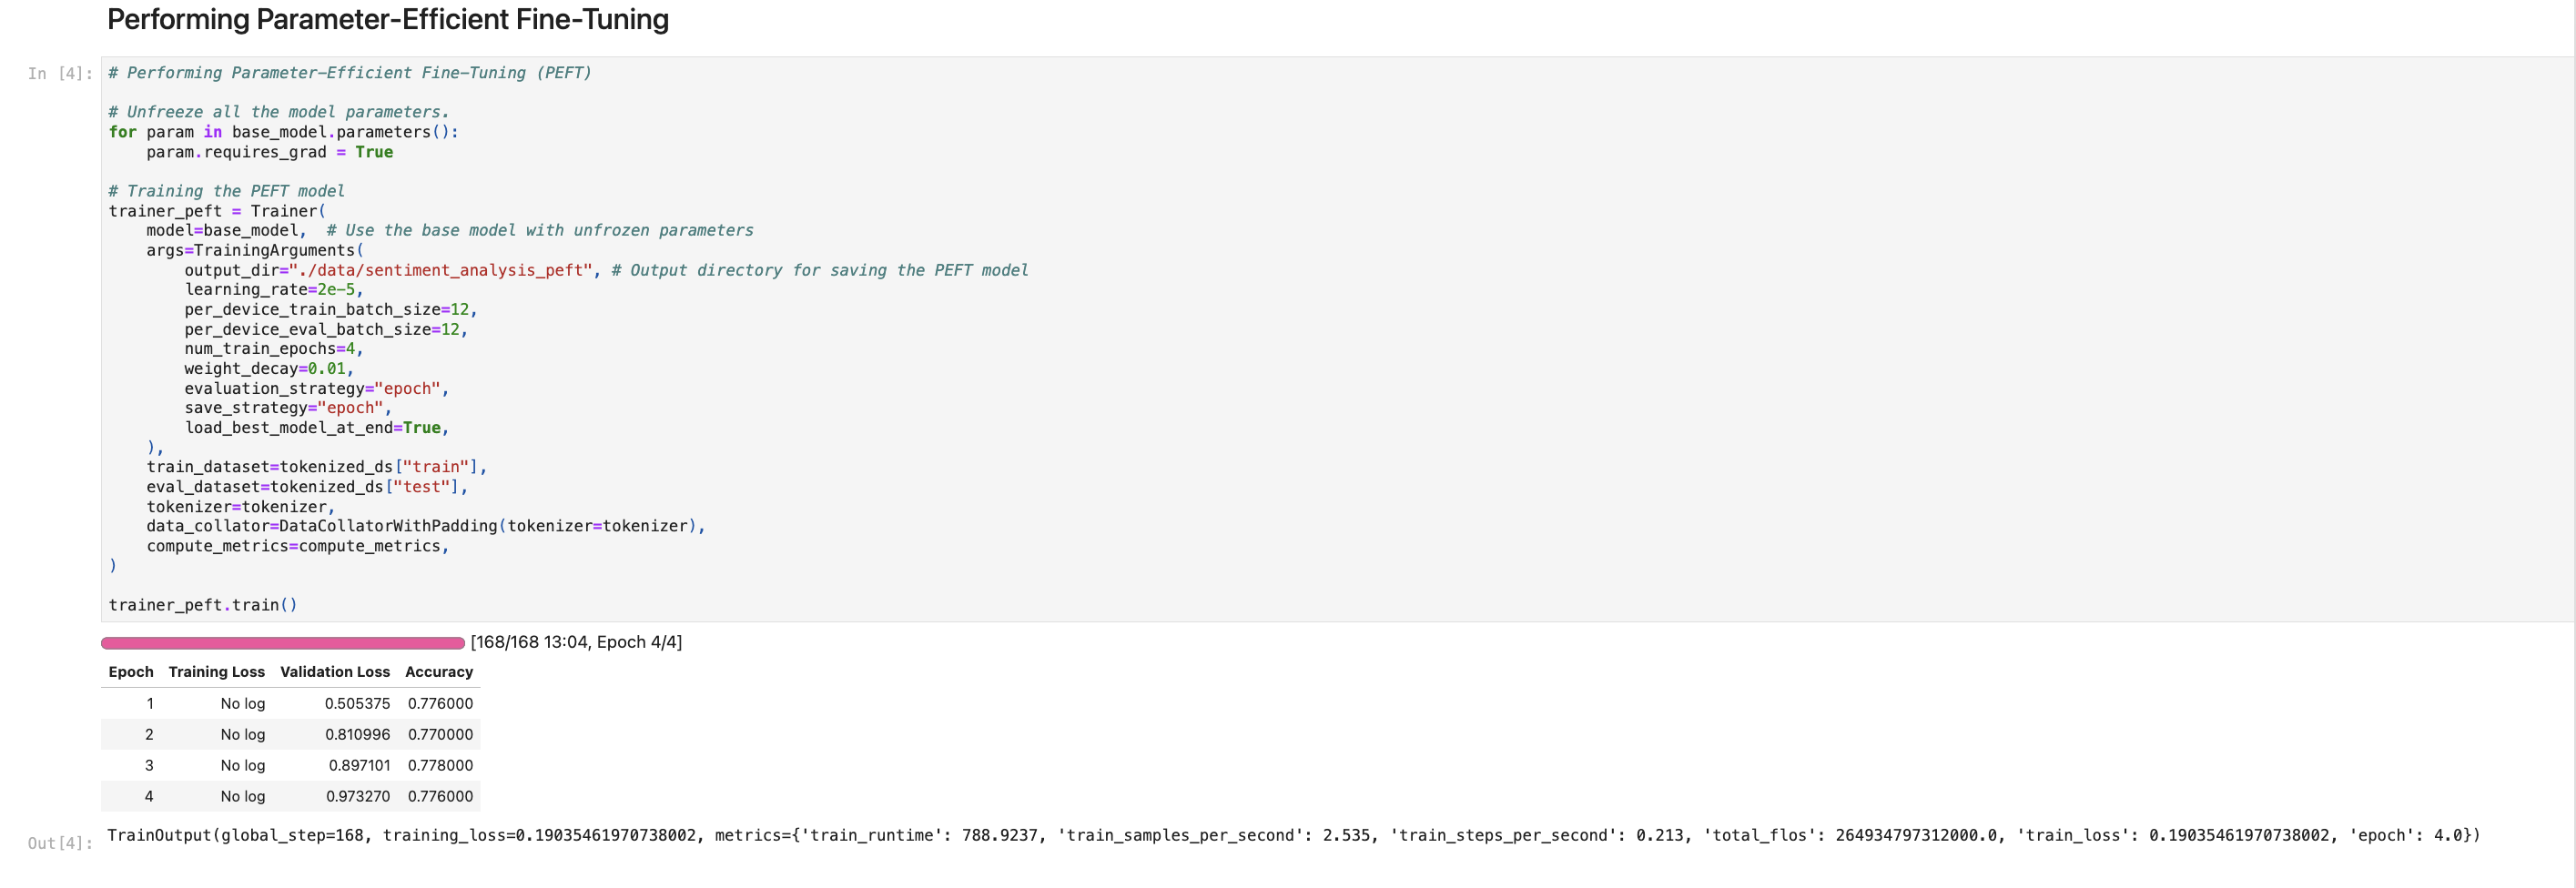 Performing Parameter-Efficient Fine-Tuning
In [4]:
# Performing Parameter-Efficient Fine-Tuning (PEFT)
# Unfreeze all the model parameters.
for param in base_model.parameters():
    param.requires_grad = True
# Training the PEFT model
trainer_peft = Trainer(
    model=base_model,  # Use the base model with unfrozen parameters
    args=TrainingArguments(
        output_dir="./data/sentiment_analysis_peft", # Output directory for saving the PEFT model
        learning_rate=2e-5,
        per_device_train_batch_size=12,
        per_device_eval_batch_size=12,
        num_train_epochs=4,
        weight_decay=0.01,
        evaluation_strategy="epoch",
        save_strategy="epoch",
        load_best_model_at_end=True,
    ),
    train_dataset=tokenized_ds["train"],
    eval_dataset=tokenized_ds["test"],
    tokenizer=tokenizer,
    data_collator=DataCollatorWithPadding(tokenizer=tokenizer),
    compute_metrics=compute_metrics,
)
trainer_peft.train()
[168/168 13:04, Epoch 4/4]
Epoch Training Loss Validation Loss Accuracy
1 No log 0.505375 0.776000
2 No log 0.810996 0.770000
3 No log 0.897101 0.778000
4 No log 0.973270 0.776000
Out[4]:
TrainOutput(global_step=168, training_loss=0.19035461970738002, metrics={'train_runtime': 788.9237, 'train_samples_per_second': 2.535, 'train_steps_per_second': 0.213, 'total_flos': 264934797312000.0, 'train_loss': 0.19035461970738002, 'epoch': 4.0})